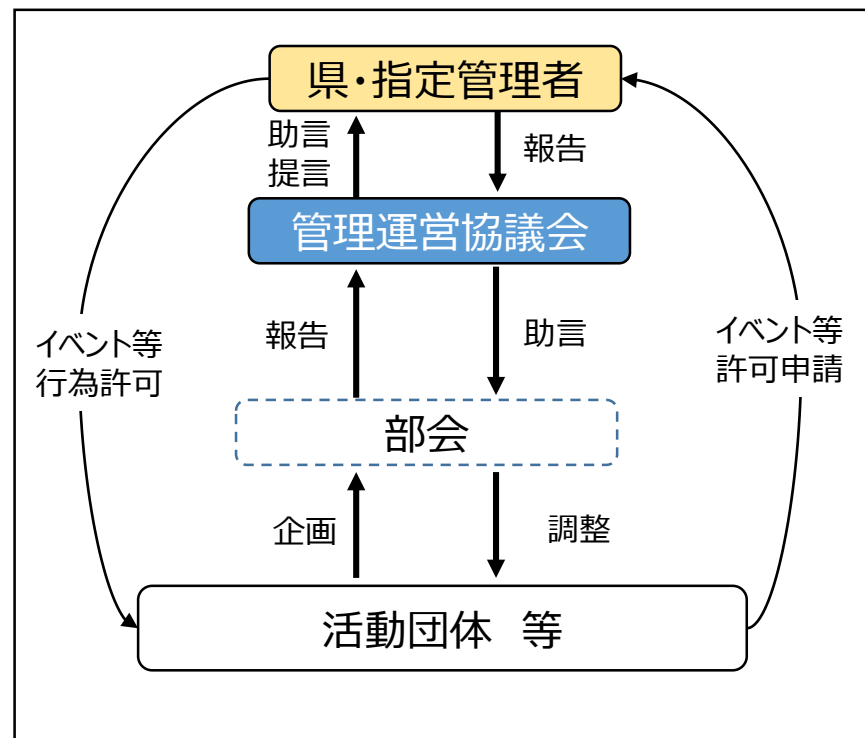 県・指定管理者
助言
提言
報告
管理運営協議会
イベント等
行為許可
報告
助言
イベント等
許可申請
部会
企画
調整
活動団体　等